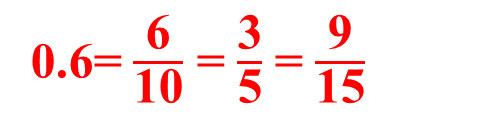 0.6= 6/10 = 3/5 = 9/15